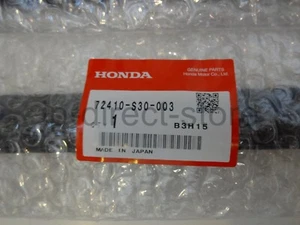 GENUINE PARTS
Honda Motor Co., Ltd.
HONDA
72410-S30-003
1
B3H15
MADE IN JAPAN